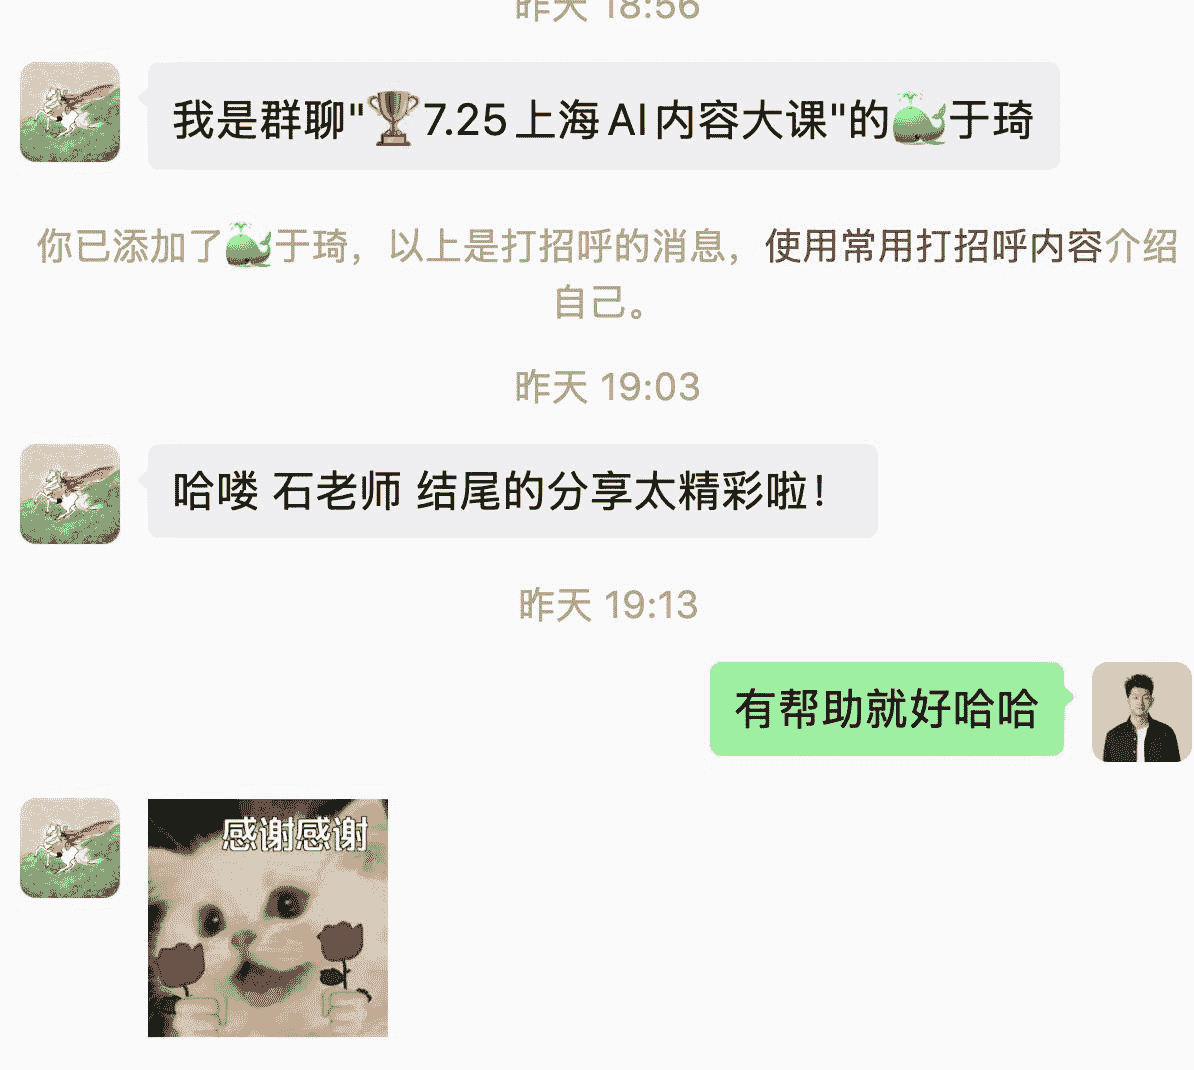 昨天 18:56
我是群聊"🏆7.25上海AI内容大课"的🐳于琦
你已添加了🐳于琦，以上是打招呼的消息，使用常用打招呼内容介绍
自己。
昨天 19:03
哈喽 石老师 结尾的分享太精彩啦！
昨天 19:13
有帮助就好哈哈
感谢感谢